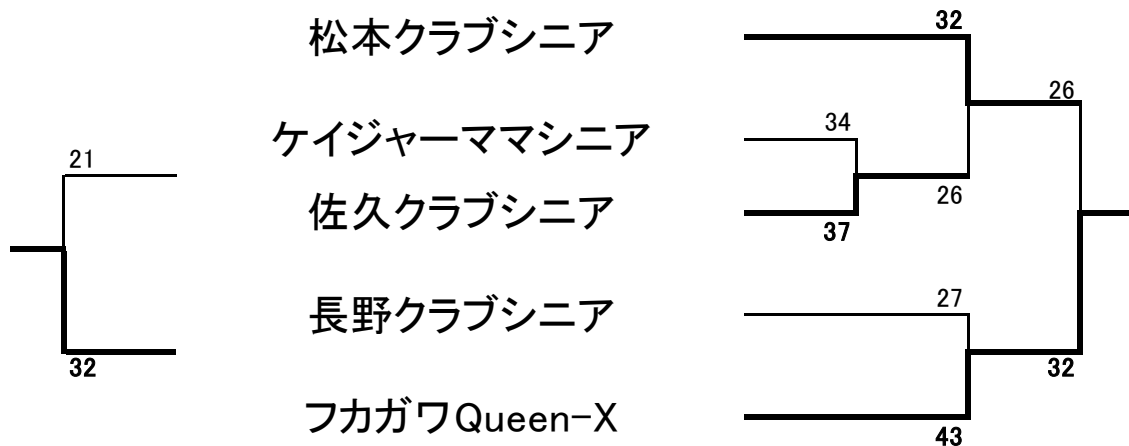 32
松本クラブシニア
26
34
ケイジャーママシニア
21
佐久クラブシニア
26
37
27
長野クラブシニア
32
32
フカガワQueen-X
43